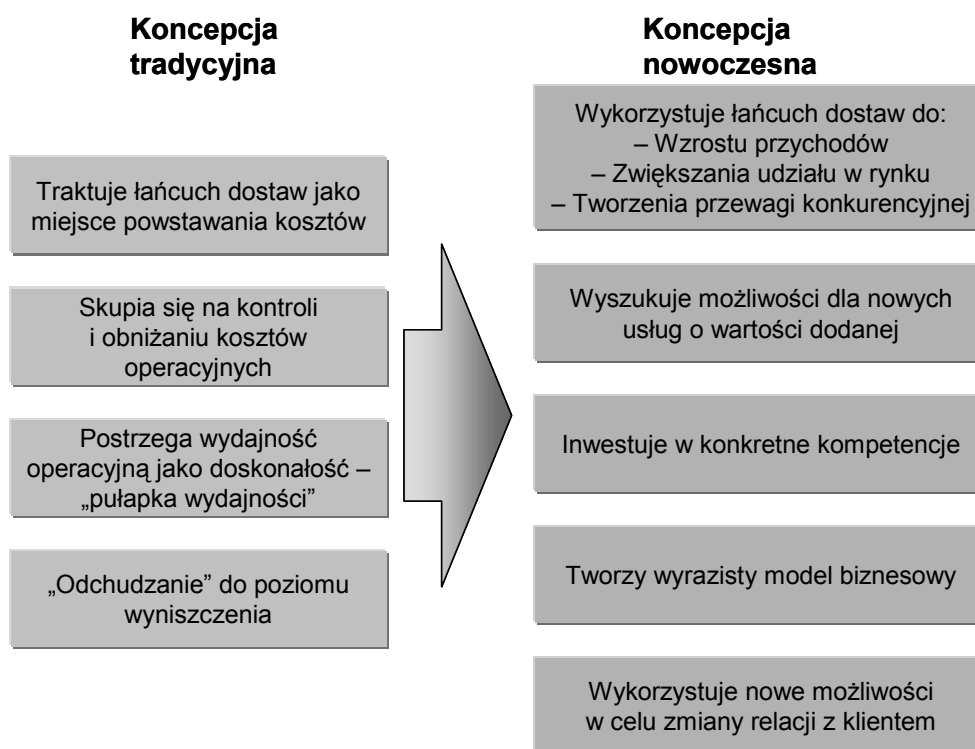 Koncepcja
tradycyjna
Traktuje łańcuch dostaw jako
miejsce powstawania kosztów
Skupia się na kontroli
i obniżaniu kosztów
operacyjnych
Postrzega wydajność
operacyjną jako doskonałość –
„pułapka wydajności”
„Odchudzanie” do poziomu
wyniszczenia
Koncepcja
nowoczesna
Wykorzystuje łańcuch dostaw do:
– Wzrostu przychodów
– Zwiększania udziału w rynku
– Tworzenia przewagi konkurencyjnej
Wyszukuje możliwości dla nowych
usług o wartości dodanej
Inwestuje w konkretne kompetencje
Tworzy wyrazisty model biznesowy
Wykorzystuje nowe możliwości
w celu zmiany relacji z klientem